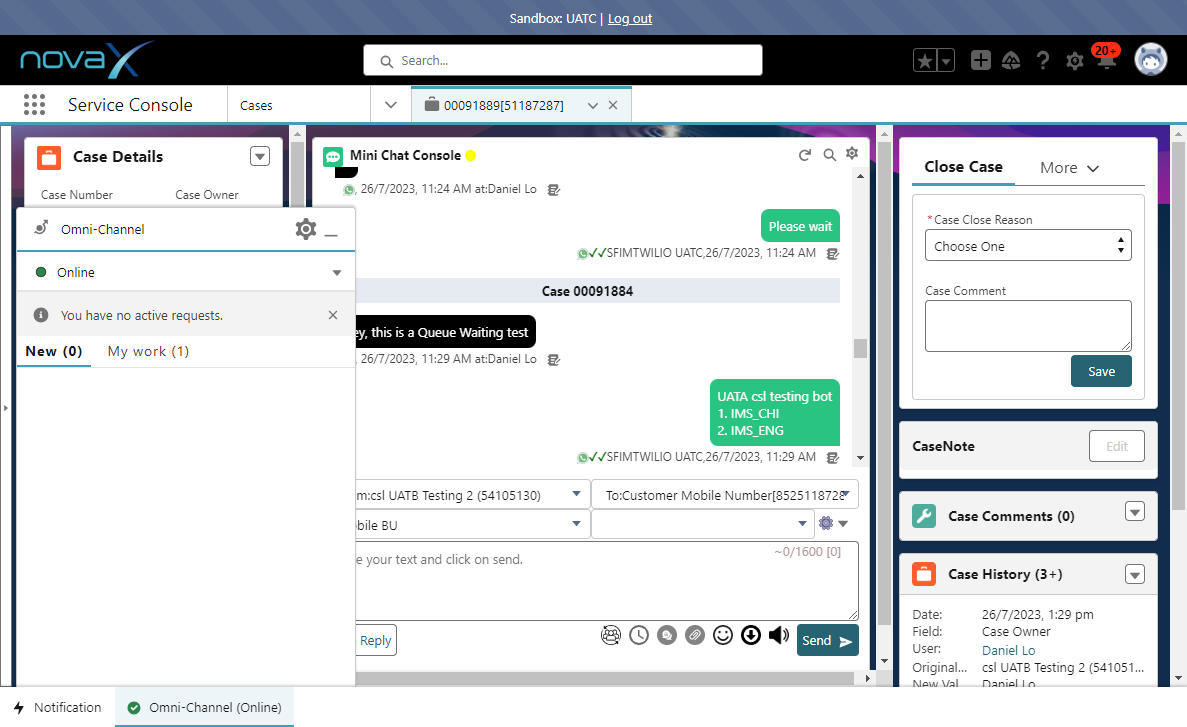 Sandbox: UATC | Log out
novaX
Search...
20+
Service Console
Cases
00091889[51187287]
Case Details
Case Number
Case Owner
Omni-Channel
Online
You have no active requests.
New (0)
My work (1)
Mini Chat Console
, 26/7/2023, 11:24 AM at:Daniel Lo
Please wait
SFIMTWILIO UATC,26/7/2023, 11:24 AM
Case 00091884
ey, this is a Queue Waiting test
, 26/7/2023, 11:29 AM at:Daniel Lo
UATA csl testing bot
1. IMS_CHI
2. IMS_ENG
SFIMTWILIO UATC,26/7/2023, 11:29 AM
m:csl UATB Testing 2 (54105130)
To:Customer Mobile Number[8525118728
bile BU
~0/1600 [0]
e your text and click on send.
Reply
Send
Close Case
More
*Case Close Reason
Choose One
Case Comment
Save
CaseNote
Edit
Case Comments (0)
Case History (3+)
Date: 26/7/2023, 1:29 pm
Field: Case Owner
User: Daniel Lo
Original... csl UATB Testing 2 (541051...
New Val Daniel Lo
Notification
Omni-Channel (Online)